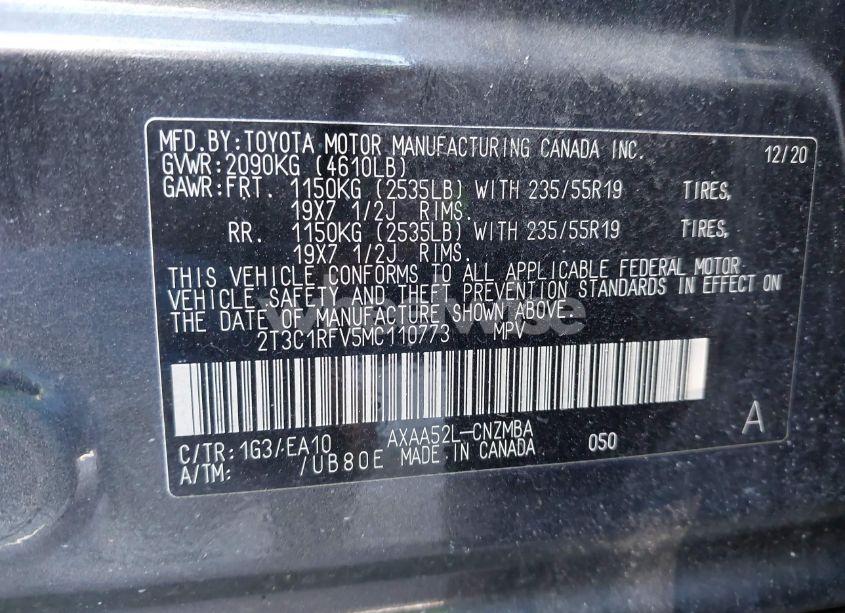 MFD.BY:TOYOTA MOTOR MANUFACTURING CANADA INC. 12/20
GVWR:2090KG (4610LB)
GAWR:FRT. 1150KG (2535LB) WITH 235/55R19 TIRES,
19X7 1/2J RIMS.
RR. 1150KG (2535LB) WITH 235/55R19 TIRES,
19X7 1/2J RIMS.
THIS VEHICLE CONFORMS TO ALL APPLICABLE FEDERAL MOTOR
VEHICLE SAFETY AND THEFT PREVENTION STANDARDS IN EFFECT ON
THE DATE OF MANUFACTURE SHOWN ABOVE.
2T3C1RFV5MC110773 MPV
A
C/TR:1G3/-EA10 AXAA52L-CNZMBA 050
A/TM: /UB80E MADE IN CANADA